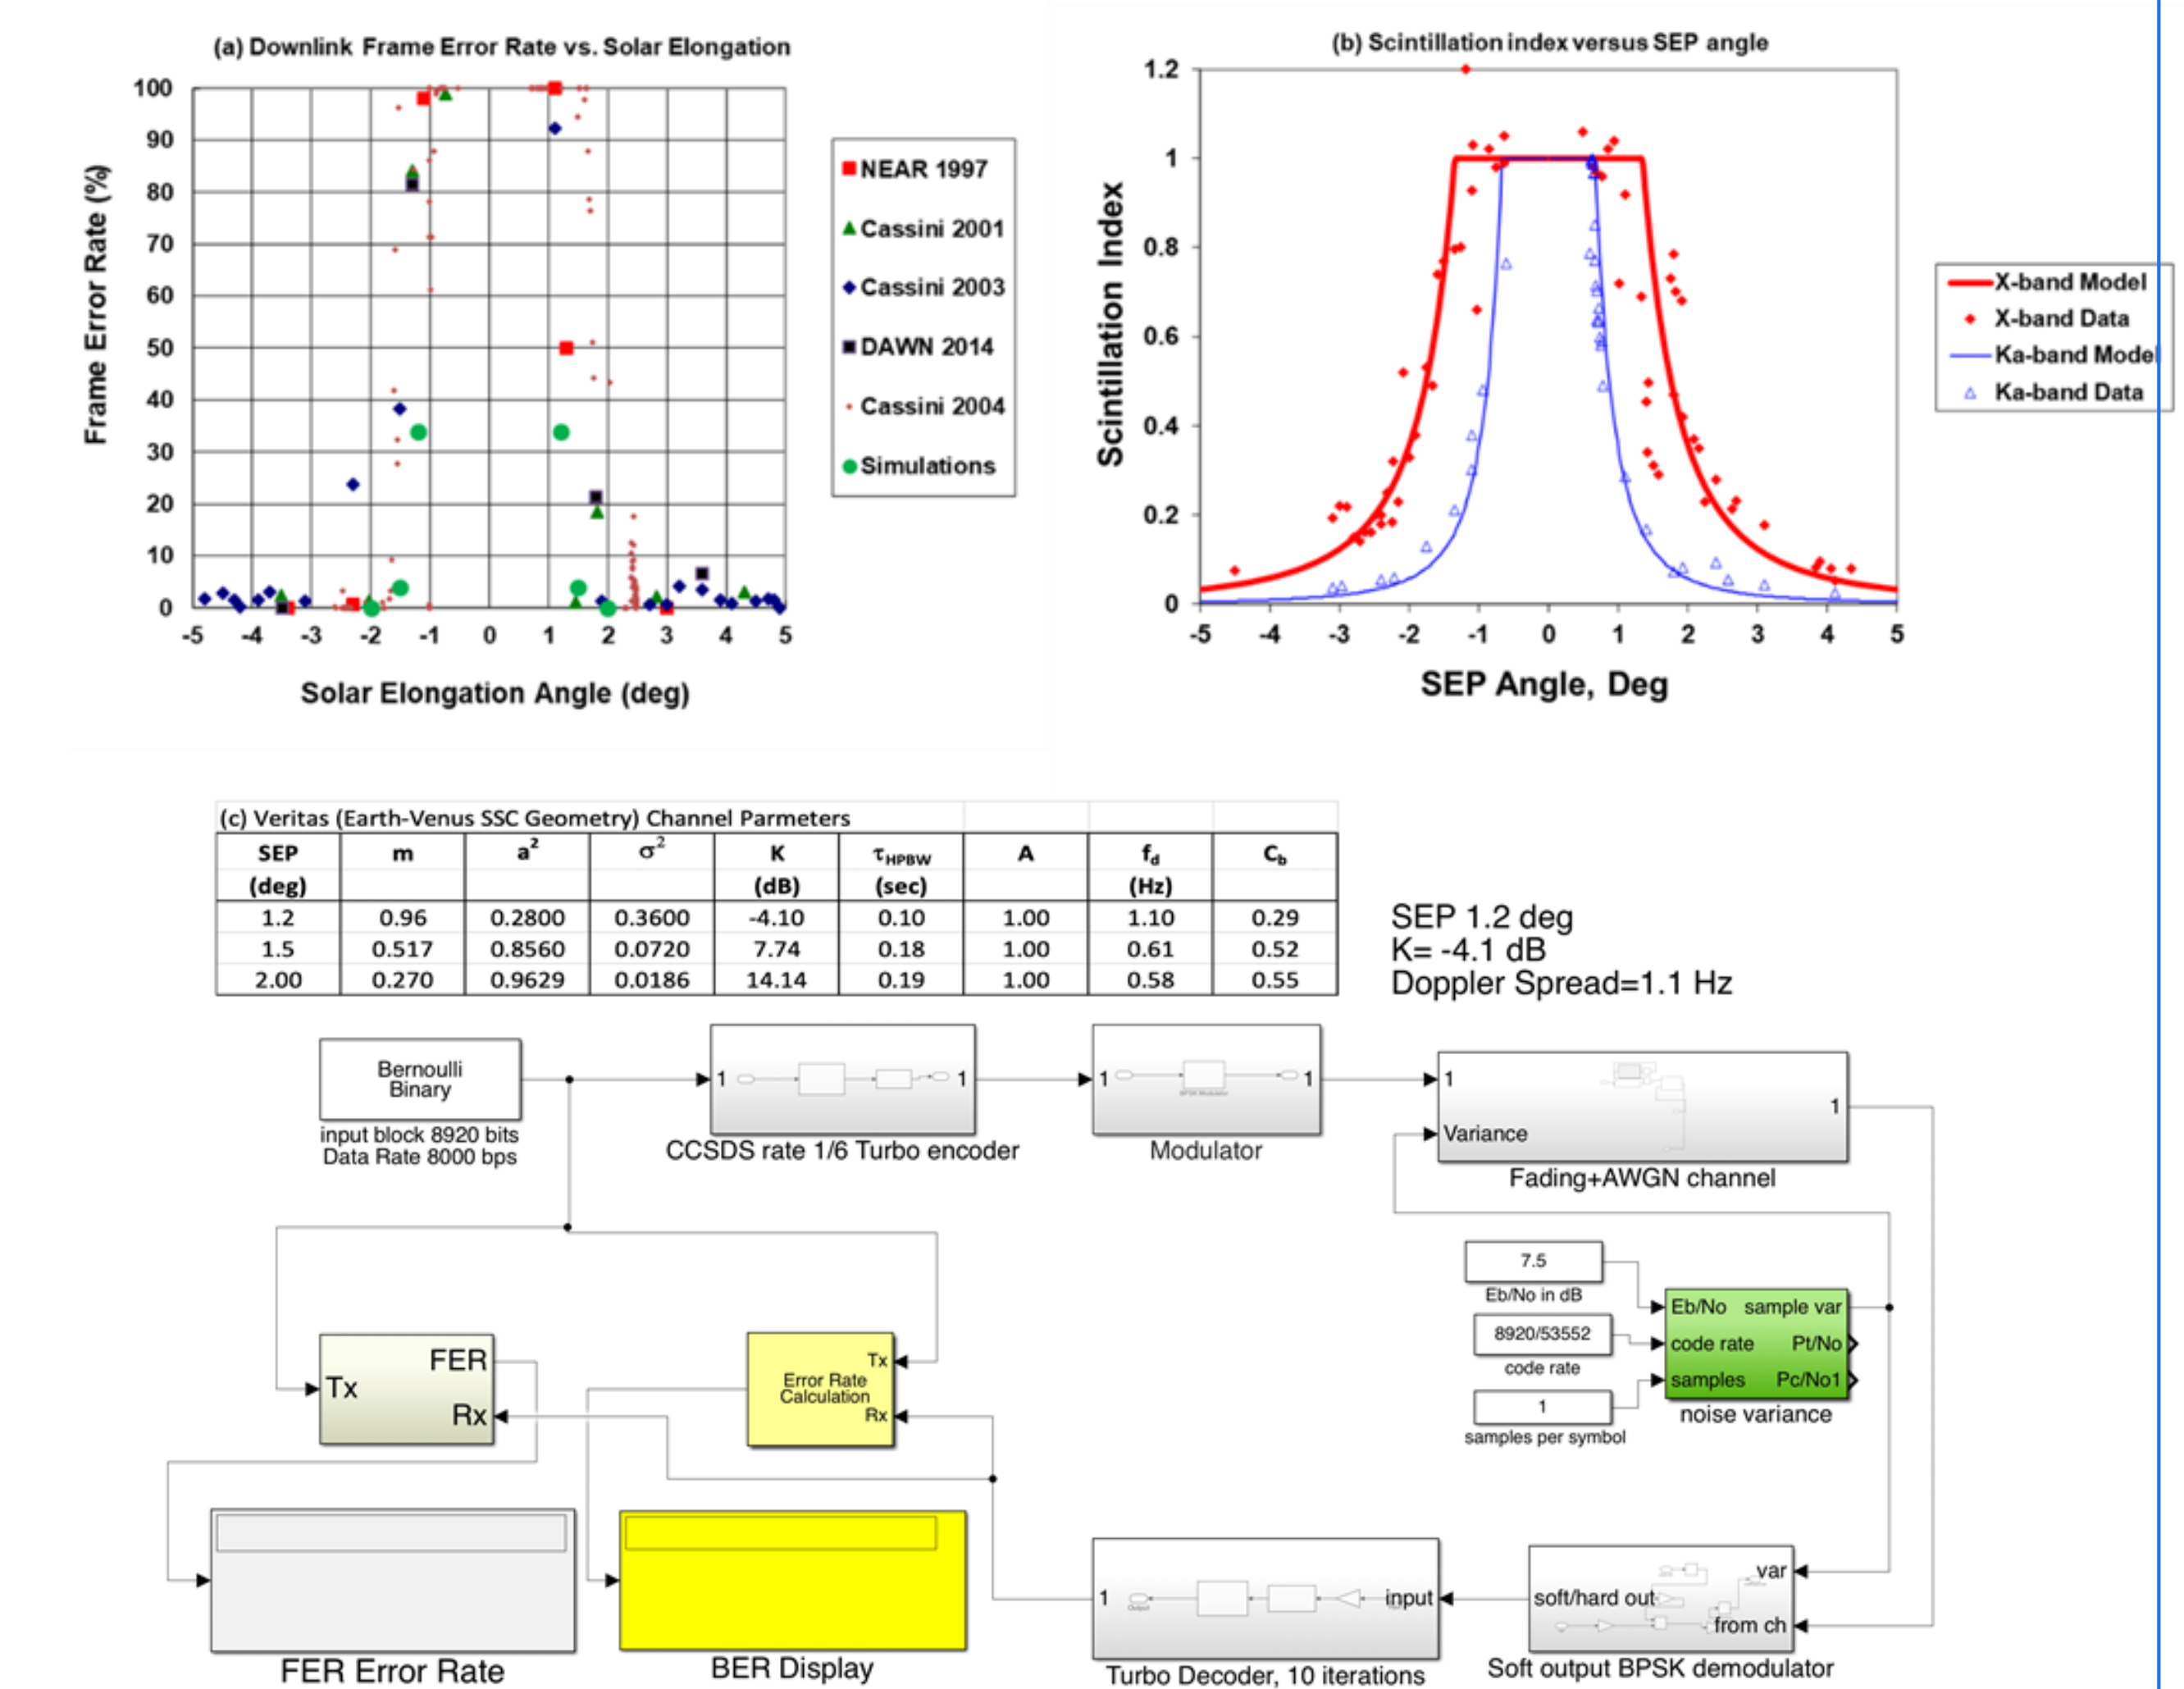 (a) Downlink Frame Error Rate vs. Solar Elongation
100
90
80
70
60
50
40
30
20
10
0
-5 -4 -3 -2 -1 0 1 2 3 4 5
Frame Error Rate (%)
Solar Elongation Angle (deg)
NEAR 1997
Cassini 2001
Cassini 2003
DAWN 2014
Cassini 2004
Simulations
(b) Scintillation index versus SEP angle
1.2
1
0.8
0.6
0.4
0.2
0
-5 -4 -3 -2 -1 0 1 2 3 4 5
Scintillation Index
SEP Angle, Deg
X-band Model
X-band Data
Ka-band Model
Ka-band Data
(c) Veritas (Earth-Venus SSC Geometry) Channel Parmeters
SEP m a² σ² K τHPBW A fd Cb
(deg) (dB) (sec) (Hz)
1.2 0.96 0.2800 0.3600 -4.10 0.10 1.00 1.10 0.29
1.5 0.517 0.8560 0.0720 7.74 0.18 1.00 0.61 0.52
2.00 0.270 0.9629 0.0186 14.14 0.19 1.00 0.58 0.55
SEP 1.2 deg
K= -4.1 dB
Doppler Spread=1.1 Hz
Bernoulli
Binary
input block 8920 bits
Data Rate 8000 bps
1 1
CCSDS rate 1/6 Turbo encoder
1 1
BPSK Modulator
Modulator
1
Variance
1
Fading+AWGN channel
7.5
Eb/No in dB
8920/53552
code rate
1
samples per symbol
Eb/No sample var
code rate Pt/No
samples Pc/No1
noise variance
FER
Tx
Rx
Tx
Error Rate
Calculation
Rx
FER Error Rate
BER Display
1 input
Output
Turbo Decoder, 10 iterations
var
soft/hard out
from ch
Soft output BPSK demodulator